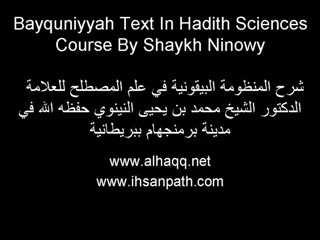 Bayquniyyah Text In Hadith Sciences
Course By Shaykh Ninowy
شرح المنظومة البيقونية في علم المصطلح للعلامة
الدكتور الشيخ محمد بن يحيى النينوي حفظه الله في
مدينة برمنجهام ببريطانية
www.alhaqq.net
www.ihsanpath.com